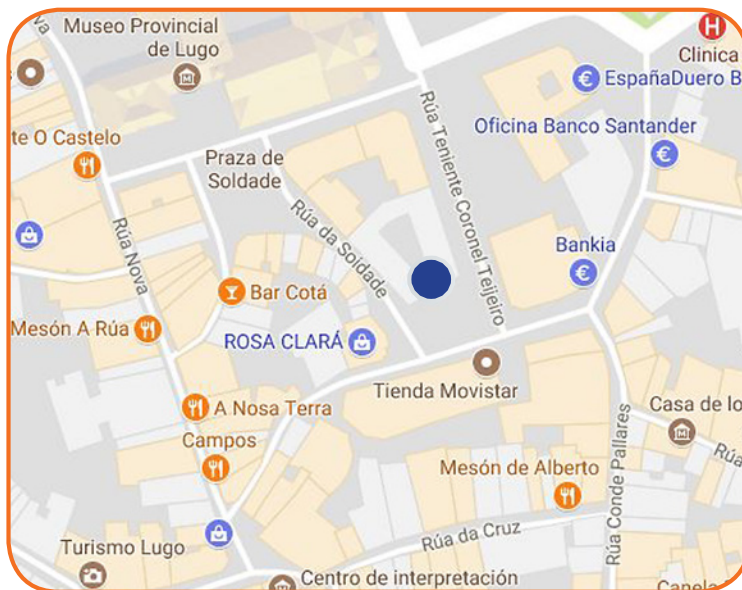 Nova
Museo Provincial
de Lugo
H
Clinica
€
EspañaDuero B
Oficina Banco Santander
€
te O Castelo
Praza de
Soldade
Rúa Teniente Coronel Teijeiro
Rúa da Soidade
Rúa Nova
Bankia
€
Bar Cotá
Mesón A Rúa
ROSA CLARÁ
Tienda Movistar
A Nosa Terra
Campos
Casa de lo
Rúa
Mesón de Alberto
Rúa Conde Pallares
Rúa da Cruz
Turismo Lugo
Centro de interpretación
Canela